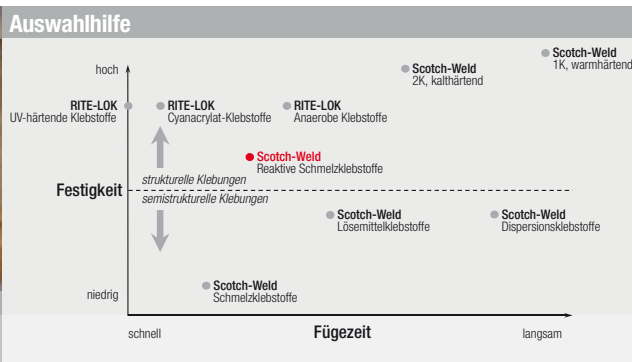 Auswahlhilfe
hoch
Scotch-Weld
1K, warmhärtend
Scotch-Weld
2K, kalthärtend
RITE-LOK
UV-härtende Klebstoffe
RITE-LOK
Cyanacrylat-Klebstoffe
RITE-LOK
Anaerobe Klebstoffe
Scotch-Weld
Reaktive Schmelzklebstoffe
strukturelle Klebungen
Festigkeit
semistrukturelle Klebungen
Scotch-Weld
Lösemittelklebstoffe
Scotch-Weld
Dispersionsklebstoffe
Scotch-Weld
Schmelzklebstoffe
niedrig
schnell
Fügezeit
langsam